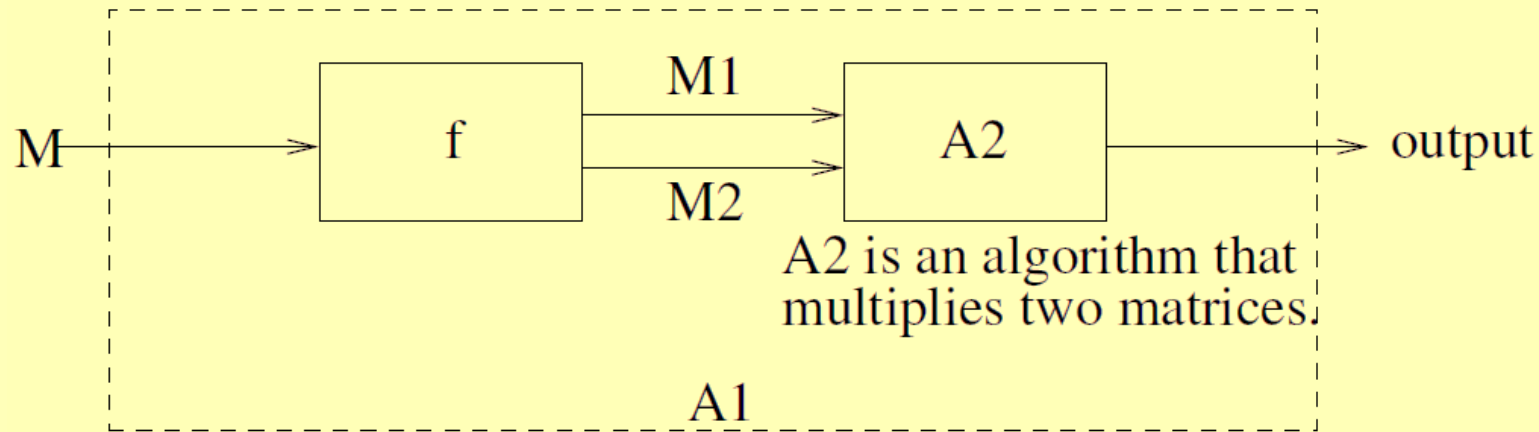 M1
M
f
A2
output
M2
A2 is an algorithm that
multiplies two matrices.
A1